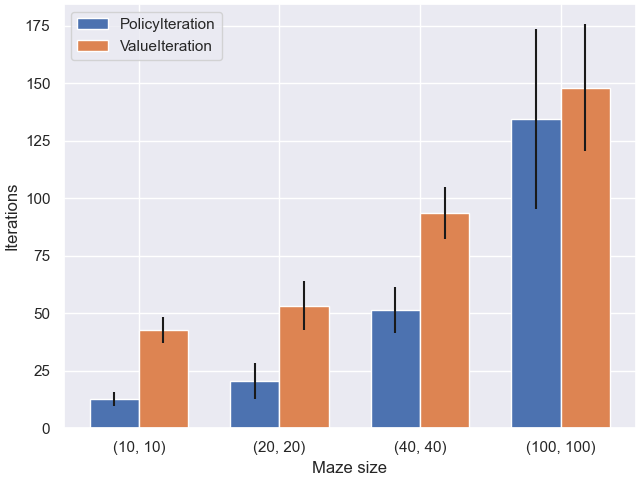 PolicyIteration
ValueIteration
175
150
125
100
75
50
25
0
Iterations
(10, 10) (20, 20) (40, 40) (100, 100)
Maze size